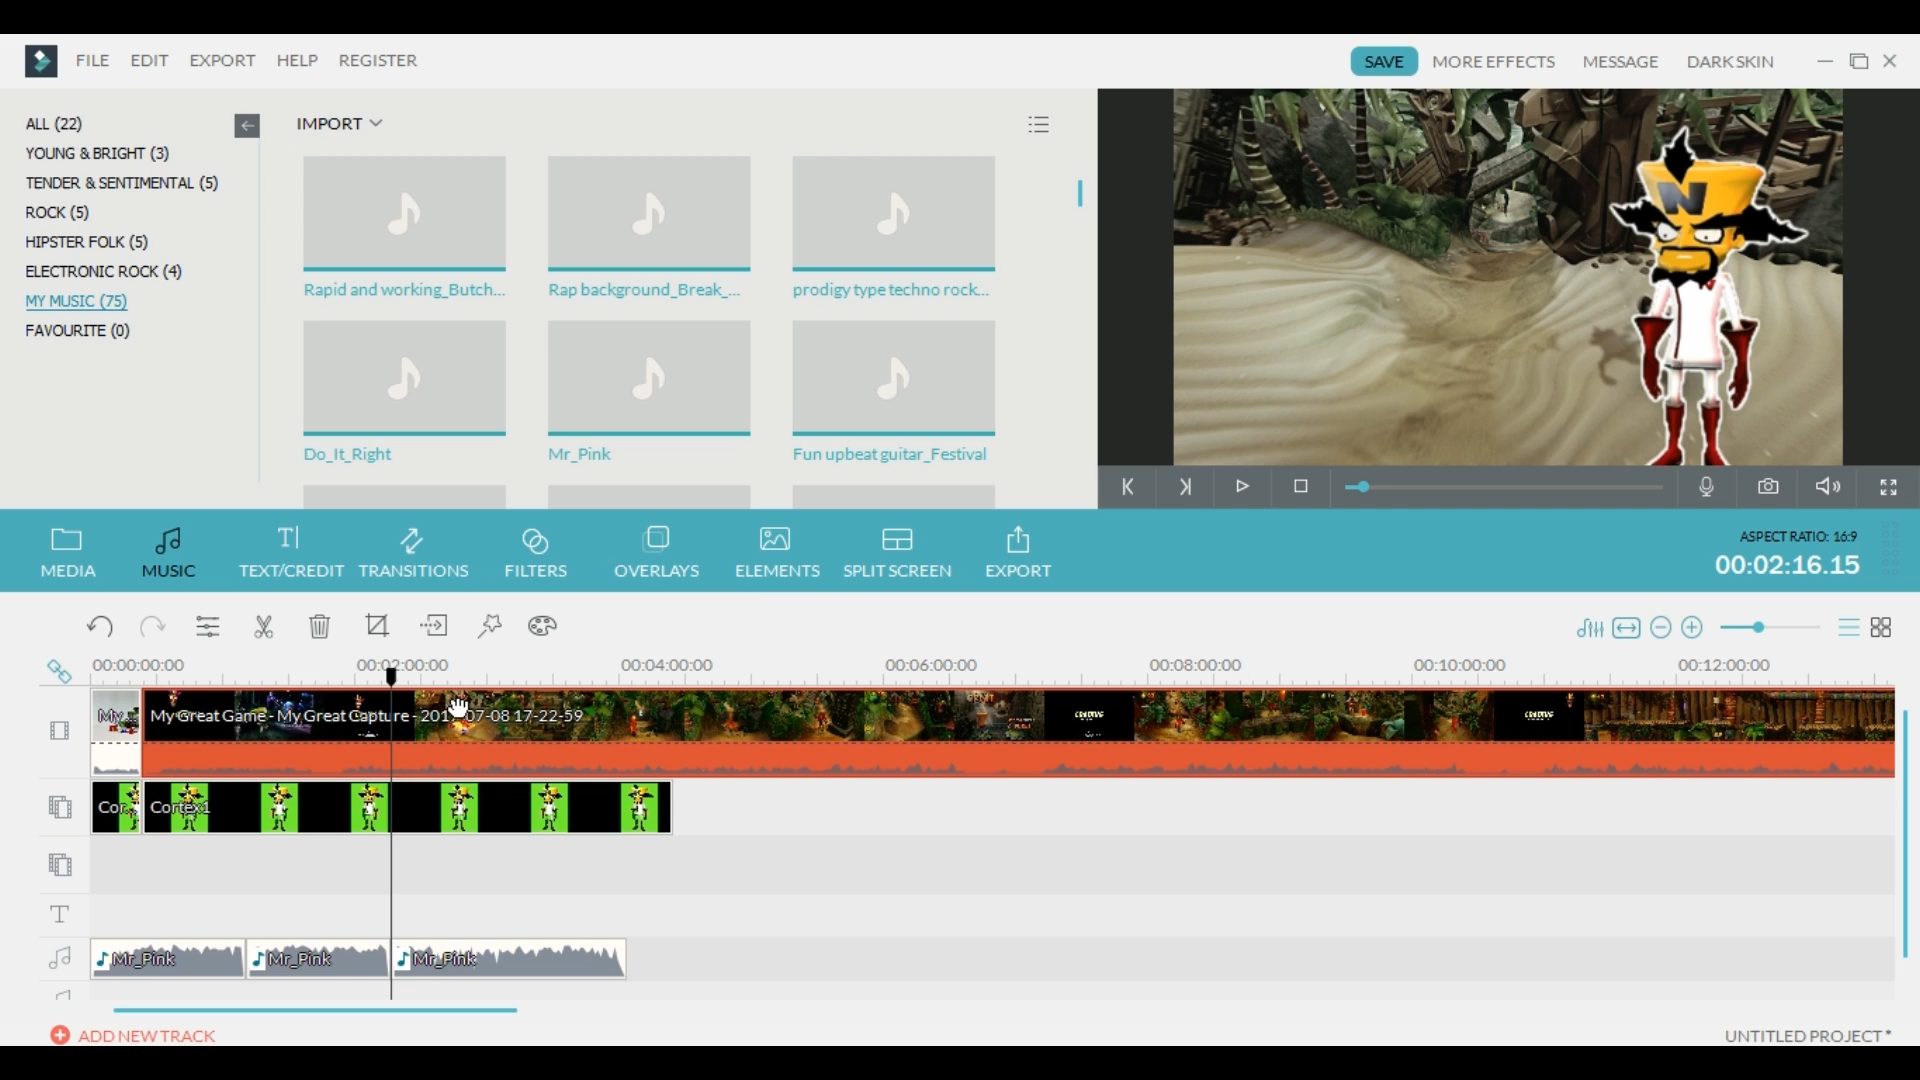 FILE EDIT EXPORT HELP REGISTER
SAVE MORE EFFECTS MESSAGE DARK SKIN
ALL (22)
YOUNG & BRIGHT (3)
TENDER & SENTIMENTAL (5)
ROCK (5)
HIPSTER FOLK (5)
ELECTRONIC ROCK (4)
MY MUSIC (75)
FAVOURITE (0)
IMPORT
Rapid and working_Butch... Rap background_Break_... prodigy type techno rock...
Do_It_Right Mr_Pink Fun upbeat guitar_Festival
N
MEDIA MUSIC TEXT/CREDIT TRANSITIONS FILTERS OVERLAYS ELEMENTS SPLIT SCREEN EXPORT
ASPECT RATIO: 16:9
00:02:16.15
00:00:00:00 00:02:00:00 00:04:00:00 00:06:00:00 00:08:00:00 00:10:00:00 00:12:00:00
My Great Game - My Great Capture - 07-08 17-22-59
Cor... Cortex1
Mr_Pink Mr_Pink Mr_Pink
ADD NEW TRACK
UNTITLED PROJECT *